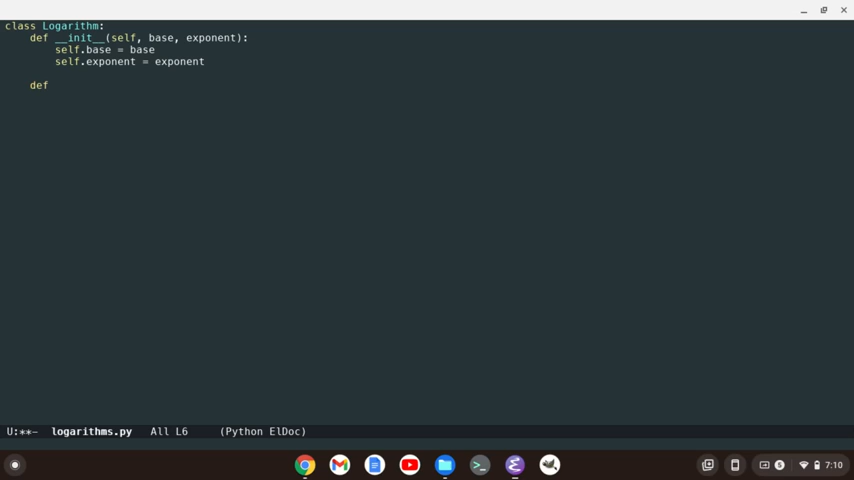 class Logarithm:
    def __init__(self, base, exponent):
        self.base = base
        self.exponent = exponent
    def
U:**– logarithms.py All L6 (Python ElDoc)
>_ 5 7:10